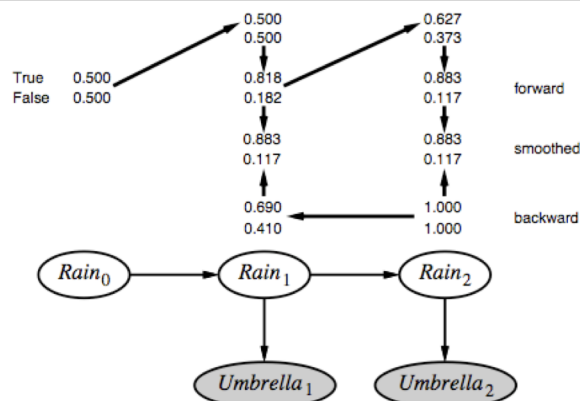 0.500 0.627
0.500 0.373
True 0.500 0.818 0.883 forward
False 0.500 0.182 0.117
0.883 0.883 smoothed
0.117 0.117
0.690 1.000 backward
0.410 1.000
Rain0 Rain1 Rain2
Umbrella1 Umbrella2